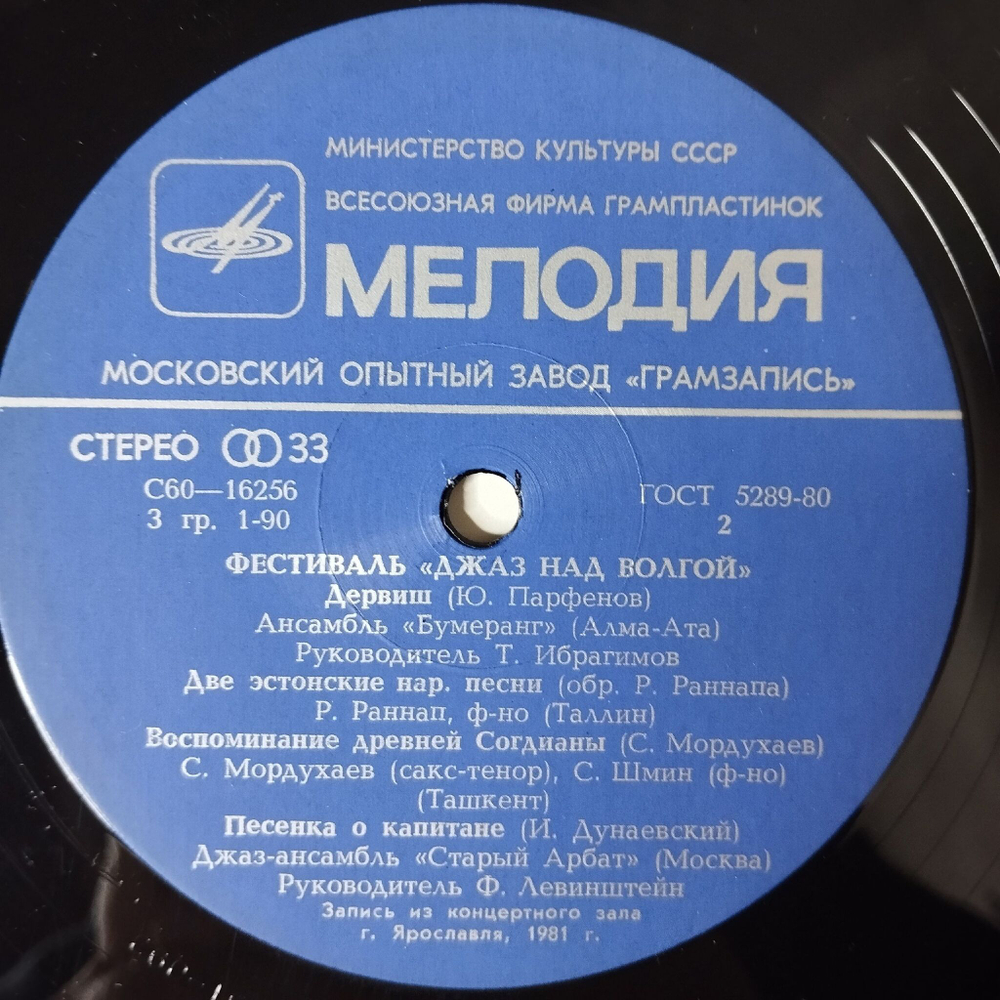 МИНИСТЕРСТВО КУЛЬТУРЫ СССР
ВСЕСОЮЗНАЯ ФИРМА ГРАМПЛАСТИНОК
МЕЛОДИЯ
МОСКОВСКИЙ ОПЫТНЫЙ ЗАВОД «ГРАМЗАПИСЬ»
СТЕРЕО 33
С60—16256
3 гр. 1-90
ГОСТ 5289-80
2
ФЕСТИВАЛЬ «ДЖАЗ НАД ВОЛГОЙ»
Дервиш (Ю. Парфенов)
Ансамбль «Бумеранг» (Алма-Ата)
Руководитель Т. Ибрагимов
Две эстонские нар. песни (обр. Р. Раннапа)
Р. Раннап, ф-но (Таллин)
Воспоминание древней Согдианы (С. Мордухаев)
С. Мордухаев (сакс-тенор), С. Шмин (ф-но)
(Ташкент)
Песенка о капитане (И. Дунаевский)
Джаз-ансамбль «Старый Арбат» (Москва)
Руководитель Ф. Левинштейн
Запись из концертного зала
г. Ярославля, 1981 г.